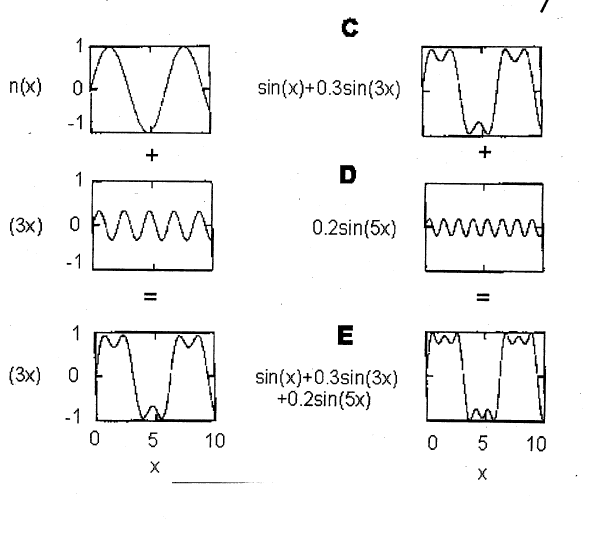 C
n(x)
1
0
-1
sin(x)+0.3sin(3x)
+
+
D
(3x)
1
0
-1
0.2sin(5x)
=
=
E
(3x)
1
0
-1
sin(x)+0.3sin(3x)
+0.2sin(5x)
0 5 10
0 5 10
x
x